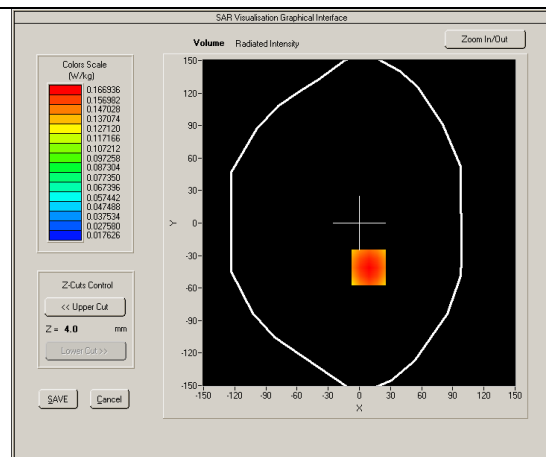 SAR Visualisation Graphical Interface
Volume Radiated Intensity
Zoom In/Out
Colors Scale
(W/kg)
0.166936
0.156982
0.147028
0.137074
0.127120
0.117166
0.107212
0.097258
0.087304
0.077350
0.067396
0.057442
0.047488
0.037534
0.027580
0.017626
Z-Cuts Control
<< Upper Cut
Z = 4.0 mm
Lower Cut >>
SAVE Cancel
150
120
90
60
30
0
-30
-60
-90
-120
-150
Y
-150 -120 -90 -60 -30 0 30 60 90 120 150
X